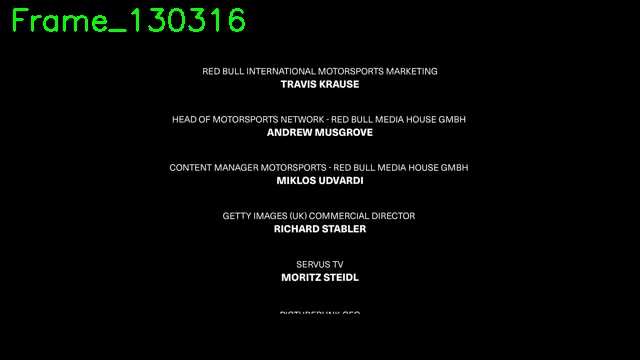 Frame_130316
RED BULL INTERNATIONAL MOTORSPORTS MARKETING
TRAVIS KRAUSE
HEAD OF MOTORSPORTS NETWORK - RED BULL MEDIA HOUSE GMBH
ANDREW MUSGROVE
CONTENT MANAGER MOTORSPORTS - RED BULL MEDIA HOUSE GMBH
MIKLOS UDVARDI
GETTY IMAGES (UK) COMMERCIAL DIRECTOR
RICHARD STABLER
SERVUS TV
MORITZ STEIDL